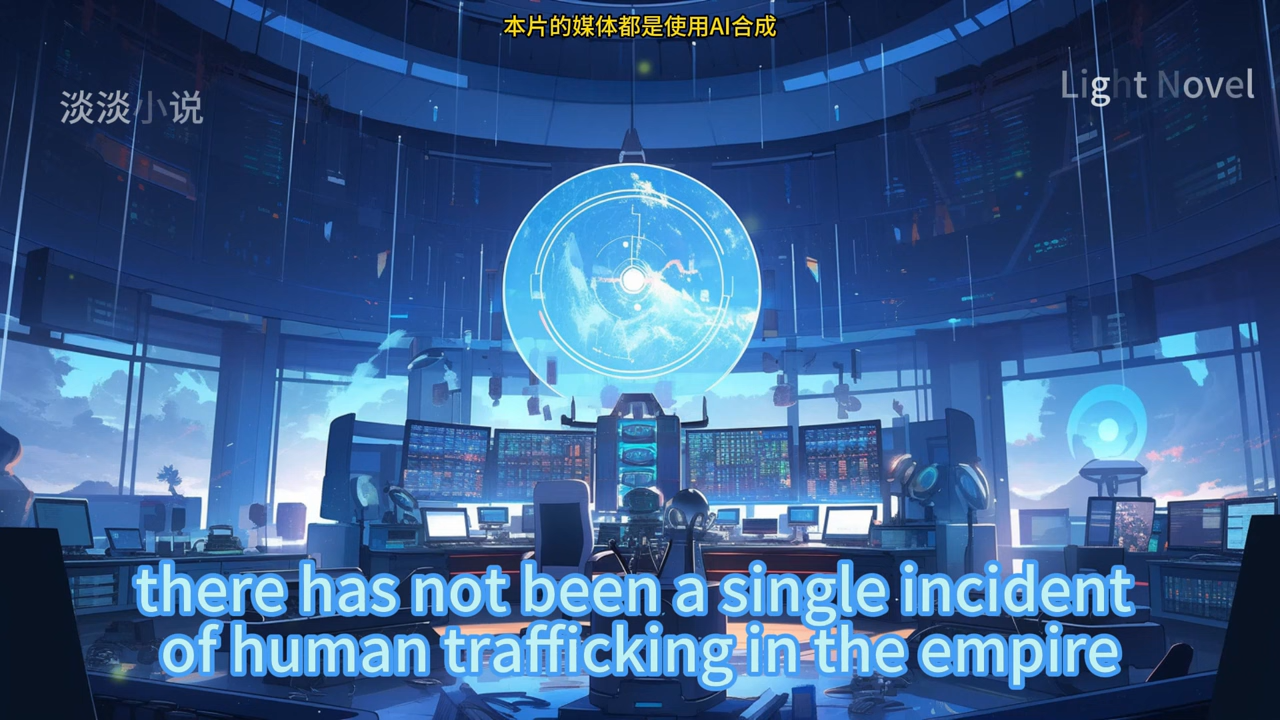 本片的媒体都是使用AI合成
淡淡小说
Light Novel
there has not been a single incident
of human trafficking in the empire